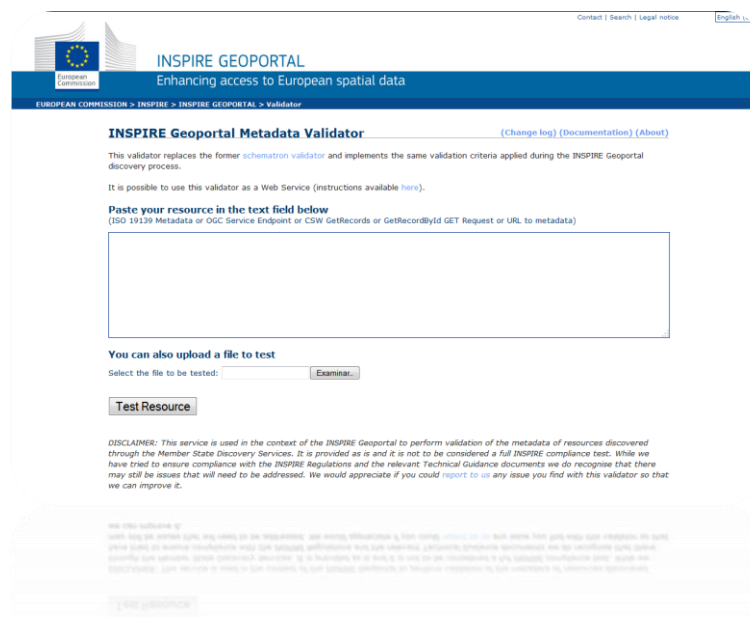 Contact | Search | Legal notice
English
European
Commission
INSPIRE GEOPORTAL
Enhancing access to European spatial data
EUROPEAN COMMISSION > INSPIRE > INSPIRE GEOPORTAL > Validator
INSPIRE Geoportal Metadata Validator
(Change log) (Documentation) (About)
This validator replaces the former schematron validator and implements the same validation criteria applied during the INSPIRE Geoportal
discovery process.
It is possible to use this validator as a Web Service (instructions available here).
Paste your resource in the text field below
(ISO 19139 Metadata or OGC Service Endpoint or CSW GetRecords or GetRecordById GET Request or URL to metadata)
You can also upload a file to test
Select the file to be tested:
Examinar..
Test Resource
DISCLAIMER: This service is used in the context of the INSPIRE Geoportal to perform validation of the metadata of resources discovered
through the Member State Discovery Services. It is provided as is and it is not to be considered a full INSPIRE compliance test. While we
have tried to ensure compliance with the INSPIRE Regulations and the relevant Technical Guidance documents we do recognise that there
may still be issues that will need to be addressed. We would appreciate if you could report to us any issue you find with this validator so that
we can improve it.